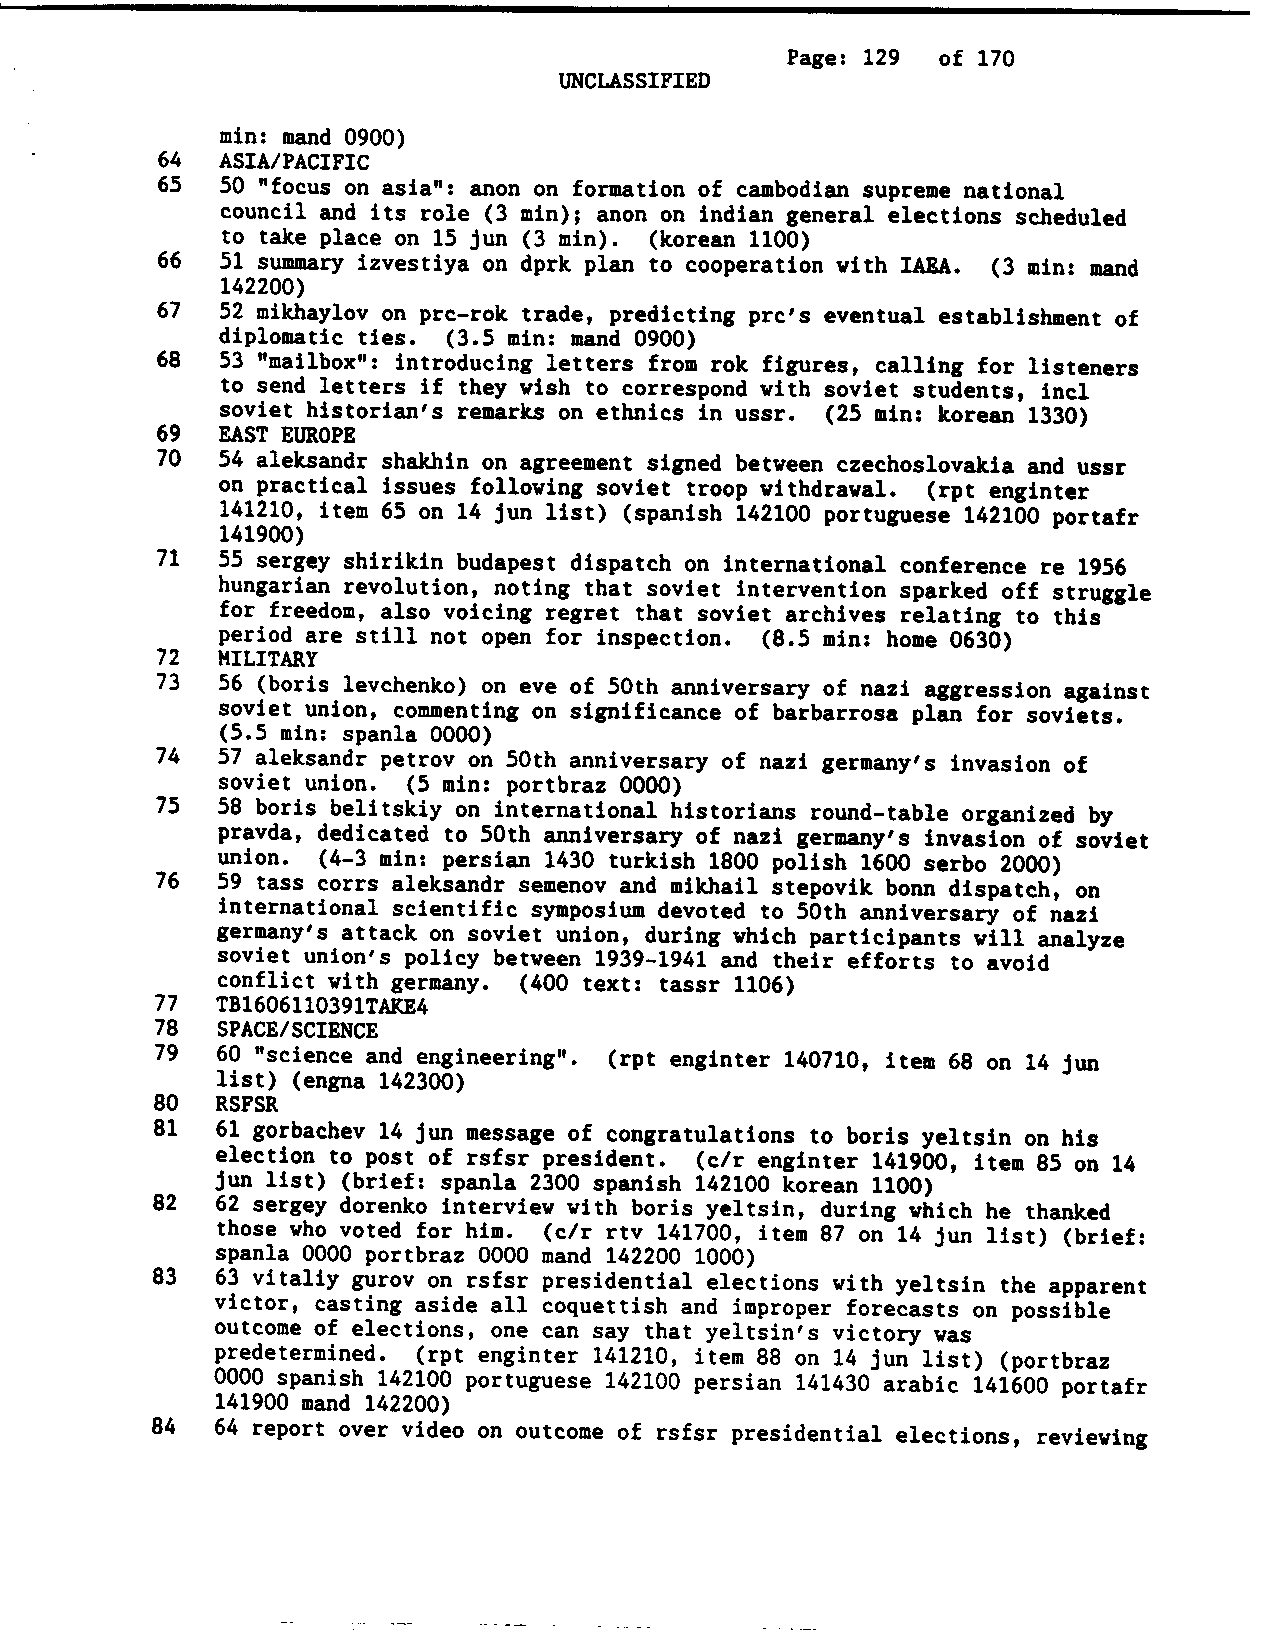 Page: 129 of 170
UNCLASSIFIED
min: mand 0900)
64 ASIA/PACIFIC
65 50 "focus on asia": anon on formation of cambodian supreme national
council and its role (3 min); anon on indian general elections scheduled
to take place on 15 jun (3 min). (korean 1100)
66 51 summary izvestiya on dprk plan to cooperation with IAEA. (3 min: mand
142200)
67 52 mikhaylov on prc-rok trade, predicting prc's eventual establishment of
diplomatic ties. (3.5 min: mand 0900)
68 53 "mailbox": introducing letters from rok figures, calling for listeners
to send letters if they wish to correspond with soviet students, incl
soviet historian's remarks on ethnics in ussr. (25 min: korean 1330)
69 EAST EUROPE
70 54 aleksandr shakhin on agreement signed between czechoslovakia and ussr
on practical issues following soviet troop withdrawal. (rpt enginter
141210, item 65 on 14 jun list) (spanish 142100 portuguese 142100 portafr
141900)
71 55 sergey shirikin budapest dispatch on international conference re 1956
hungarian revolution, noting that soviet intervention sparked off struggle
for freedom, also voicing regret that soviet archives relating to this
period are still not open for inspection. (8.5 min: home 0630)
72 MILITARY
73 56 (boris levchenko) on eve of 50th anniversary of nazi aggression against
soviet union, commenting on significance of barbarrosa plan for soviets.
(5.5 min: spanla 0000)
74 57 aleksandr petrov on 50th anniversary of nazi germany's invasion of
soviet union. (5 min: portbraz 0000)
75 58 boris belitskiy on international historians round-table organized by
pravda, dedicated to 50th anniversary of nazi germany's invasion of soviet
union. (4-3 min: persian 1430 turkish 1800 polish 1600 serbo 2000)
76 59 tass corrs aleksandr semenov and mikhail stepovik bonn dispatch, on
international scientific symposium devoted to 50th anniversary of nazi
germany's attack on soviet union, during which participants will analyze
soviet union's policy between 1939-1941 and their efforts to avoid
conflict with germany. (400 text: tassr 1106)
77 TB1606110391TAKE4
78 SPACE/SCIENCE
79 60 "science and engineering". (rpt enginter 140710, item 68 on 14 jun
list) (engna 142300)
80 RSFSR
81 61 gorbachev 14 jun message of congratulations to boris yeltsin on his
election to post of rsfsr president. (c/r enginter 141900, item 85 on 14
jun list) (brief: spanla 2300 spanish 142100 korean 1100)
82 62 sergey dorenko interview with boris yeltsin, during which he thanked
those who voted for him. (c/r rtv 141700, item 87 on 14 jun list) (brief:
spanla 0000 portbraz 0000 mand 142200 1000)
83 63 vitaliy gurov on rsfsr presidential elections with yeltsin the apparent
victor, casting aside all coquettish and improper forecasts on possible
outcome of elections, one can say that yeltsin's victory was
predetermined. (rpt enginter 141210, item 88 on 14 jun list) (portbraz
0000 spanish 142100 portuguese 142100 persian 141430 arabic 141600 portafr
141900 mand 142200)
84 64 report over video on outcome of rsfsr presidential elections, reviewing